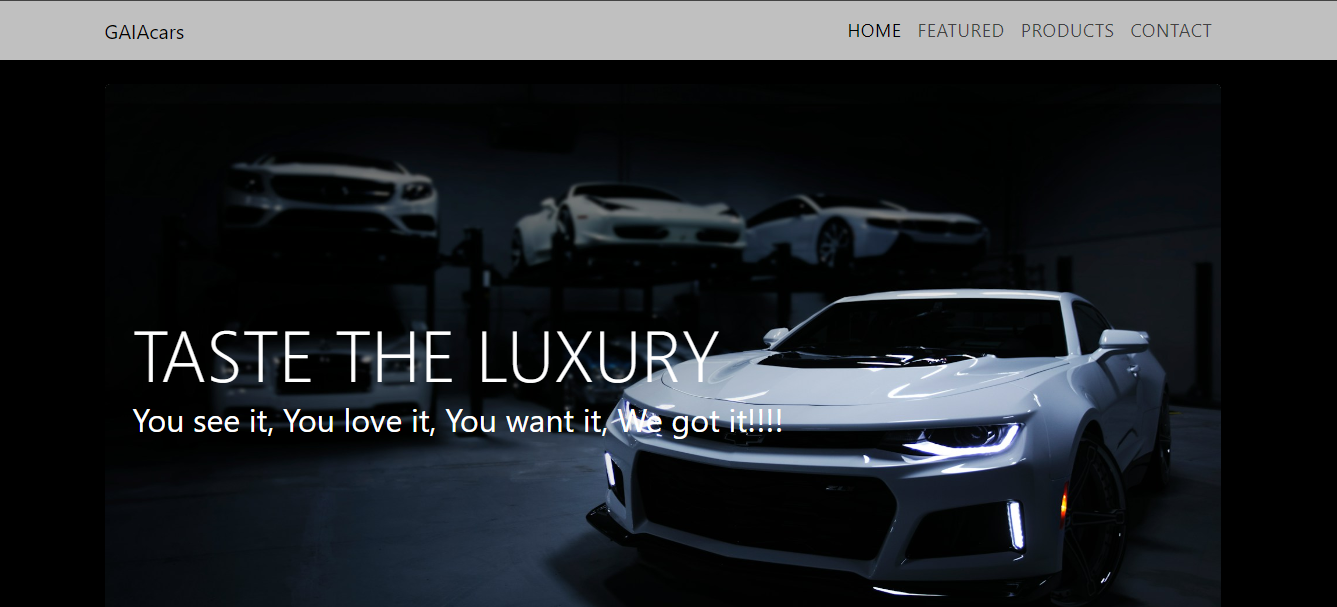 GAIAcars
HOME FEATURED PRODUCTS CONTACT
TASTE THE LUXURY
You see it, You love it, You want it, We got it!!!!